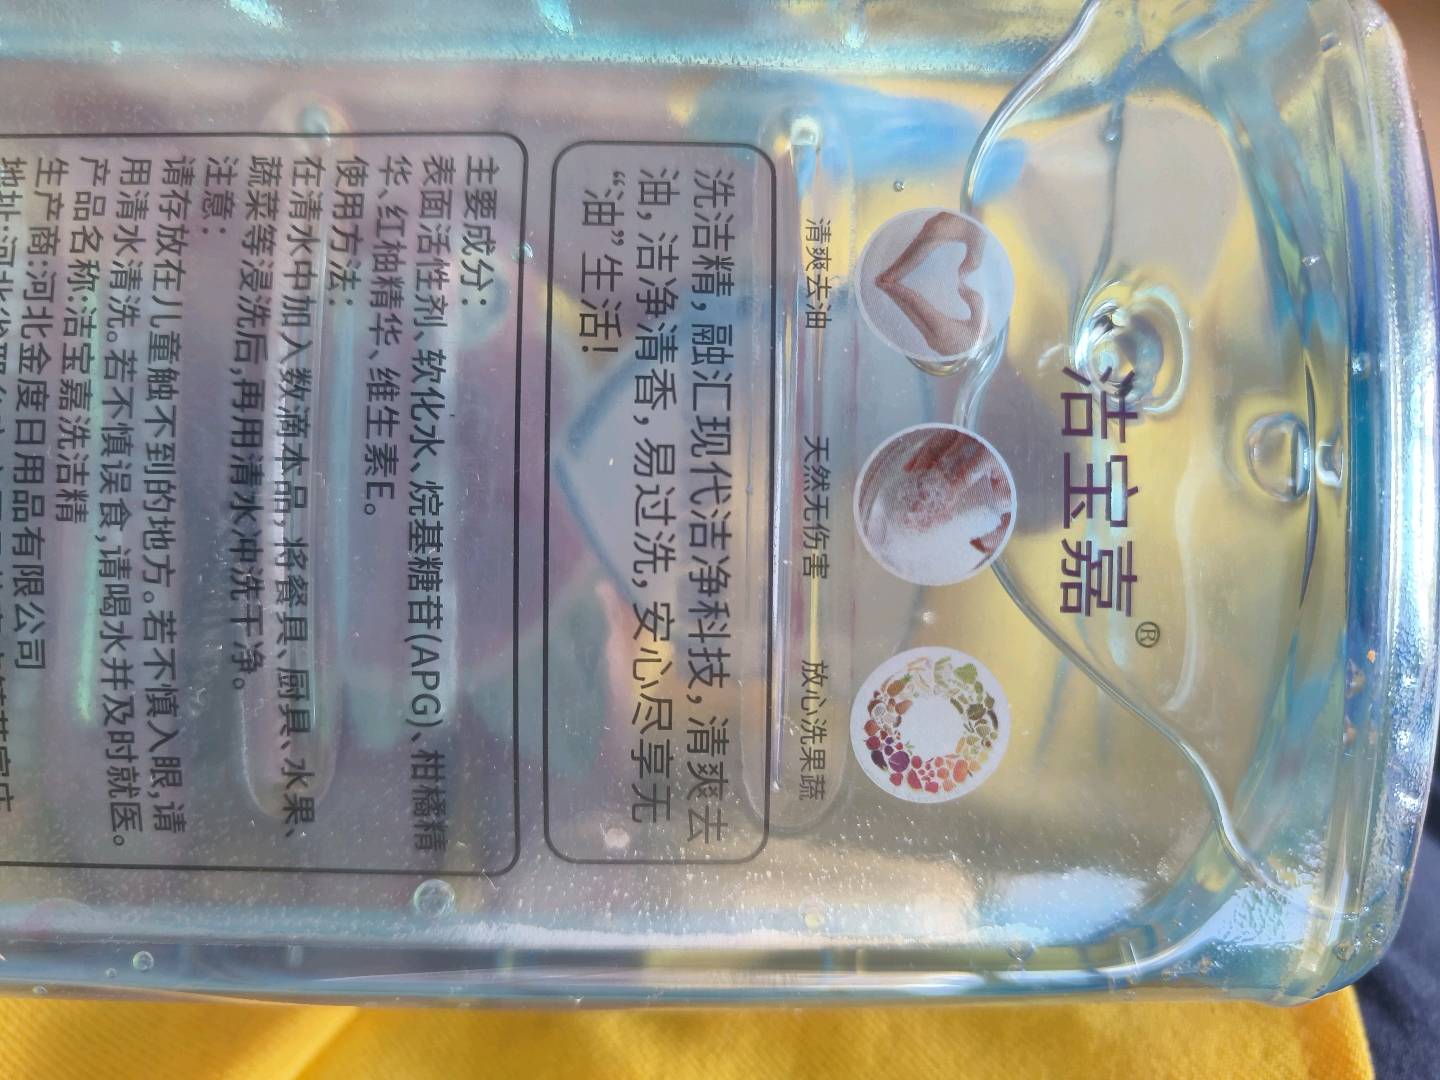 洁宝嘉®
清爽去油 天然无伤害 放心洗果蔬
洗洁精，融汇现代洁净科技，清爽去
油，洁净清香，易过洗，安心尽享无
“油”生活！
主要成分：
表面活性剂、软化水、烷基糖苷(APG)、柑橘精
华、红柚精华、维生素E。
使用方法：
在清水中加入数滴本品，将餐具、厨具、水果、
蔬菜等浸洗后，再用清水冲洗干净。
注意：
请存放在儿童触不到的地方。若不慎入眼，请
用清水清洗。若不慎误食，请喝水并及时就医。
产品名称：洁宝嘉洗洁精
生产商：河北金度日用品有限公司
地址：河北省